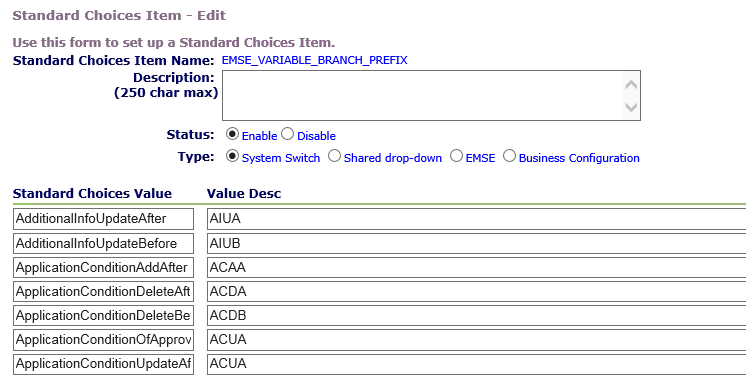 Standard Choices Item - Edit
Use this form to set up a Standard Choices Item.
Standard Choices Item Name: EMSE_VARIABLE_BRANCH_PREFIX
Description:
(250 char max)
Status: Enable Disable
Type: System Switch Shared drop-down EMSE Business Configuration
Standard Choices Value Value Desc
AdditionalInfoUpdateAfter AIUA
AdditionalInfoUpdateBefore AIUB
ApplicationConditionAddAfter ACAA
ApplicationConditionDeleteAft ACDA
ApplicationConditionDeleteBe ACDB
ApplicationConditionOfApprov ACUA
ApplicationConditionUpdateAf ACUA